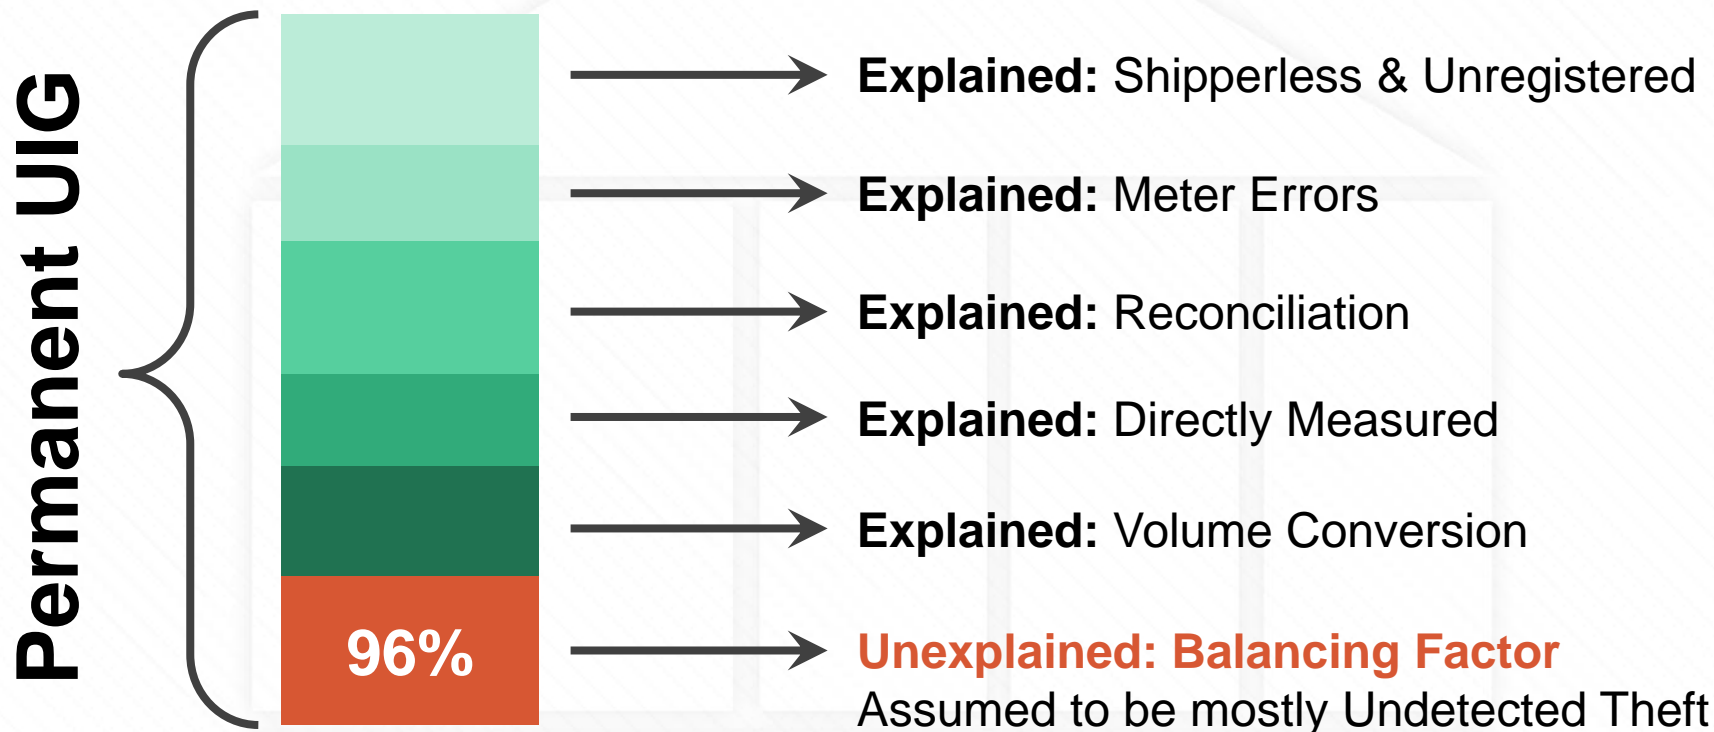 Permanent UIG
Explained: Shipperless & Unregistered
Explained: Meter Errors
Explained: Reconciliation
Explained: Directly Measured
Explained: Volume Conversion
96%
Unexplained: Balancing Factor
Assumed to be mostly Undetected Theft